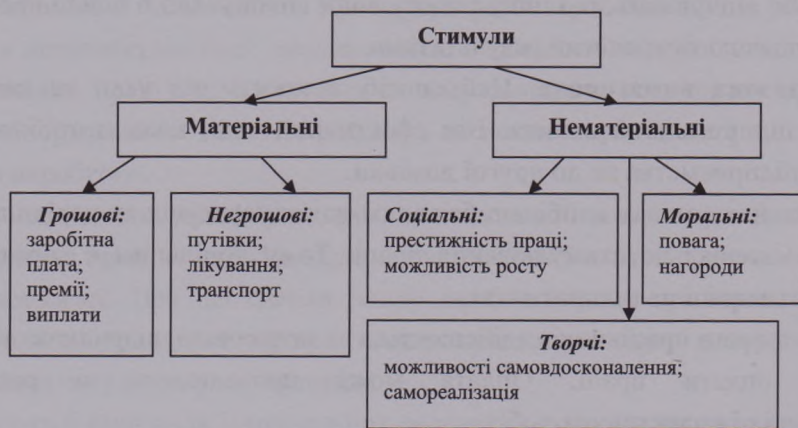 Стимули
Матеріальні
Нематеріальні
Грошові:
заробітна
плата;
премії;
виплати
Негрошові:
путівки;
лікування;
транспорт
Соціальні:
престижність праці;
можливість росту
Моральні:
повага;
нагороди
Творчі:
можливості самовдосконалення;
самореалізація